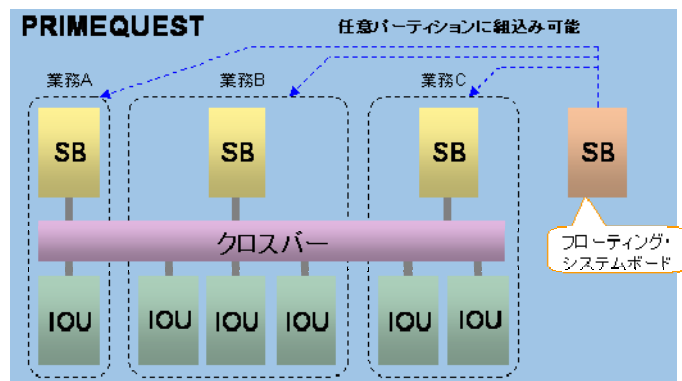 PRIMEQUEST
任意パーティションに組込み可能
業務A
業務B
業務C
SB
SB
SB
SB
クロスバー
フローティング・
システムボード
IOU
IOU
IOU
IOU
IOU
IOU